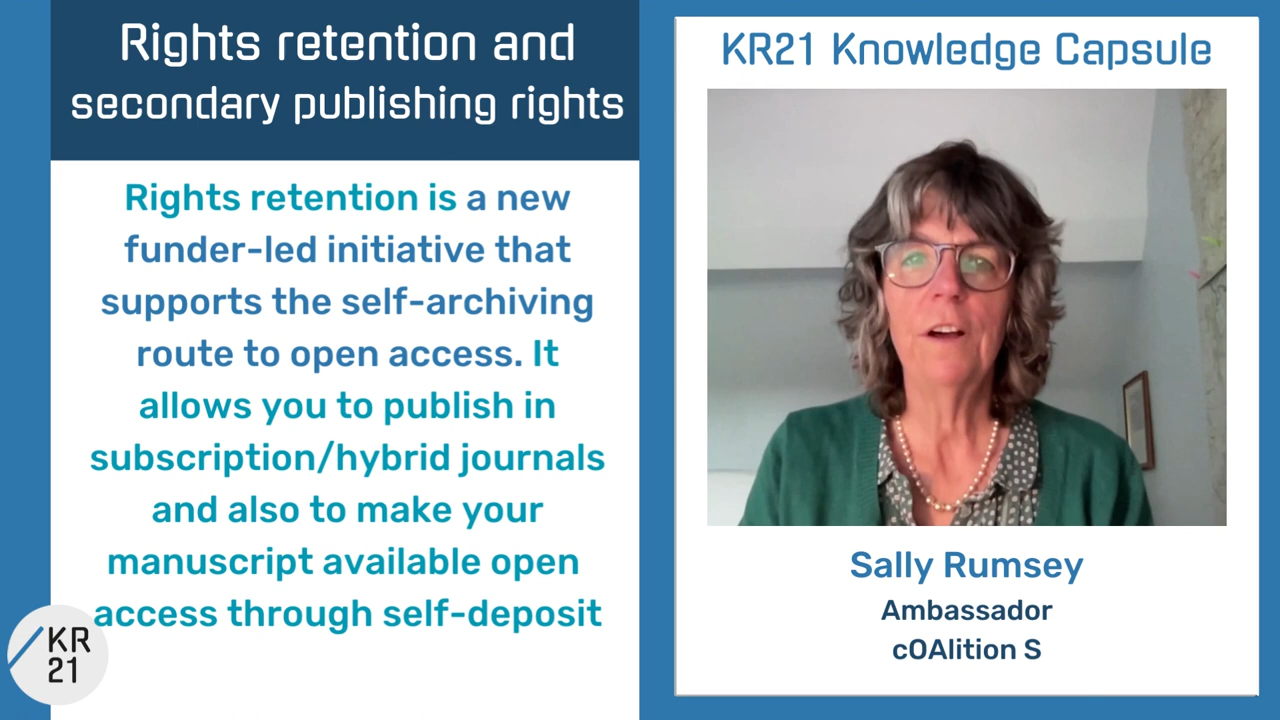 Rights retention and
secondary publishing rights
Rights retention is a new
funder-led initiative that
supports the self-archiving
route to open access. It
allows you to publish in
subscription/hybrid journals
and also to make your
manuscript available open
access through self-deposit
KR
21
KR21 Knowledge Capsule
Sally Rumsey
Ambassador
cOAlition S